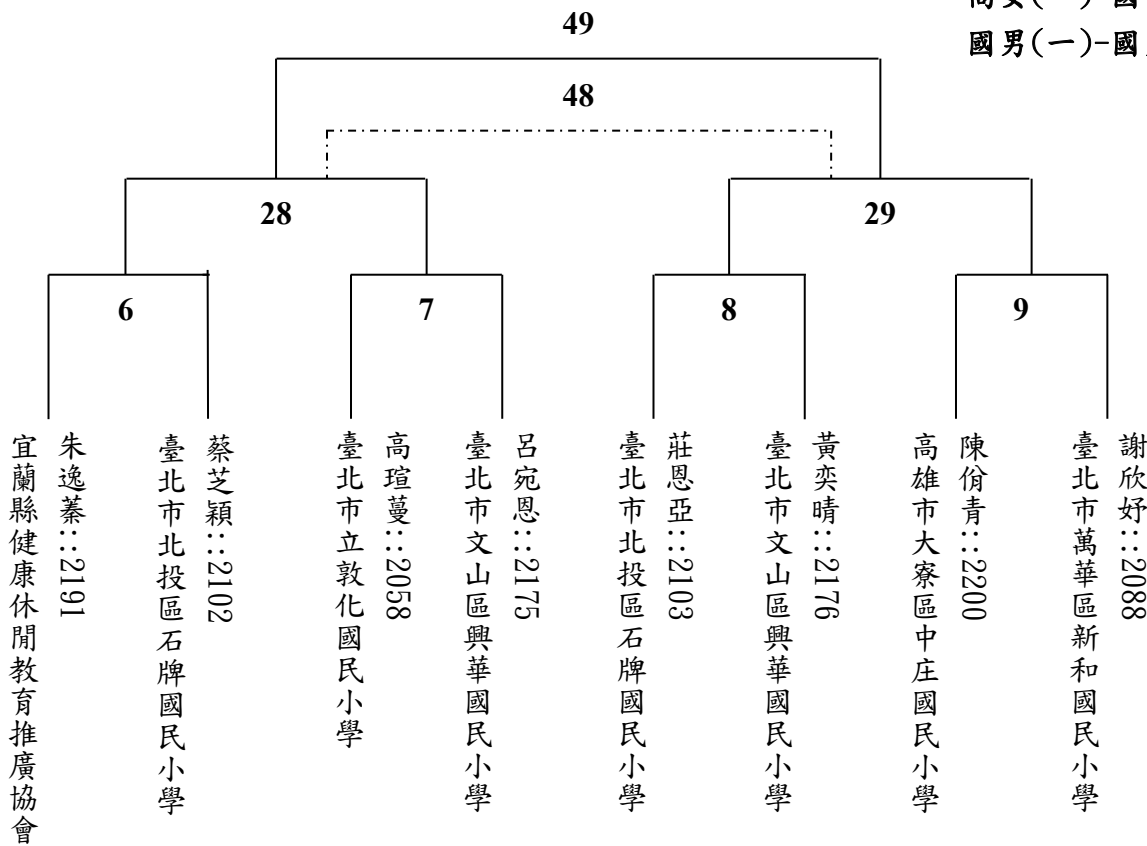 國男(一)-國
49
48
28
29
6
7
8
9
朱逸蓁::2191
宜蘭縣健康休閒教育推廣協會
蔡芝穎::2102
臺北市北投區石牌國民小學
高瑄蔓::2058
臺北市立敦化國民小學
呂宛恩::2175
臺北市文山區興華國民小學
莊恩亞::2103
臺北市北投區石牌國民小學
黃奕晴::2176
臺北市文山區興華國民小學
陳佾青::2200
高雄市大寮區中庄國民小學
謝欣妤::2088
臺北市萬華區新和國民小學